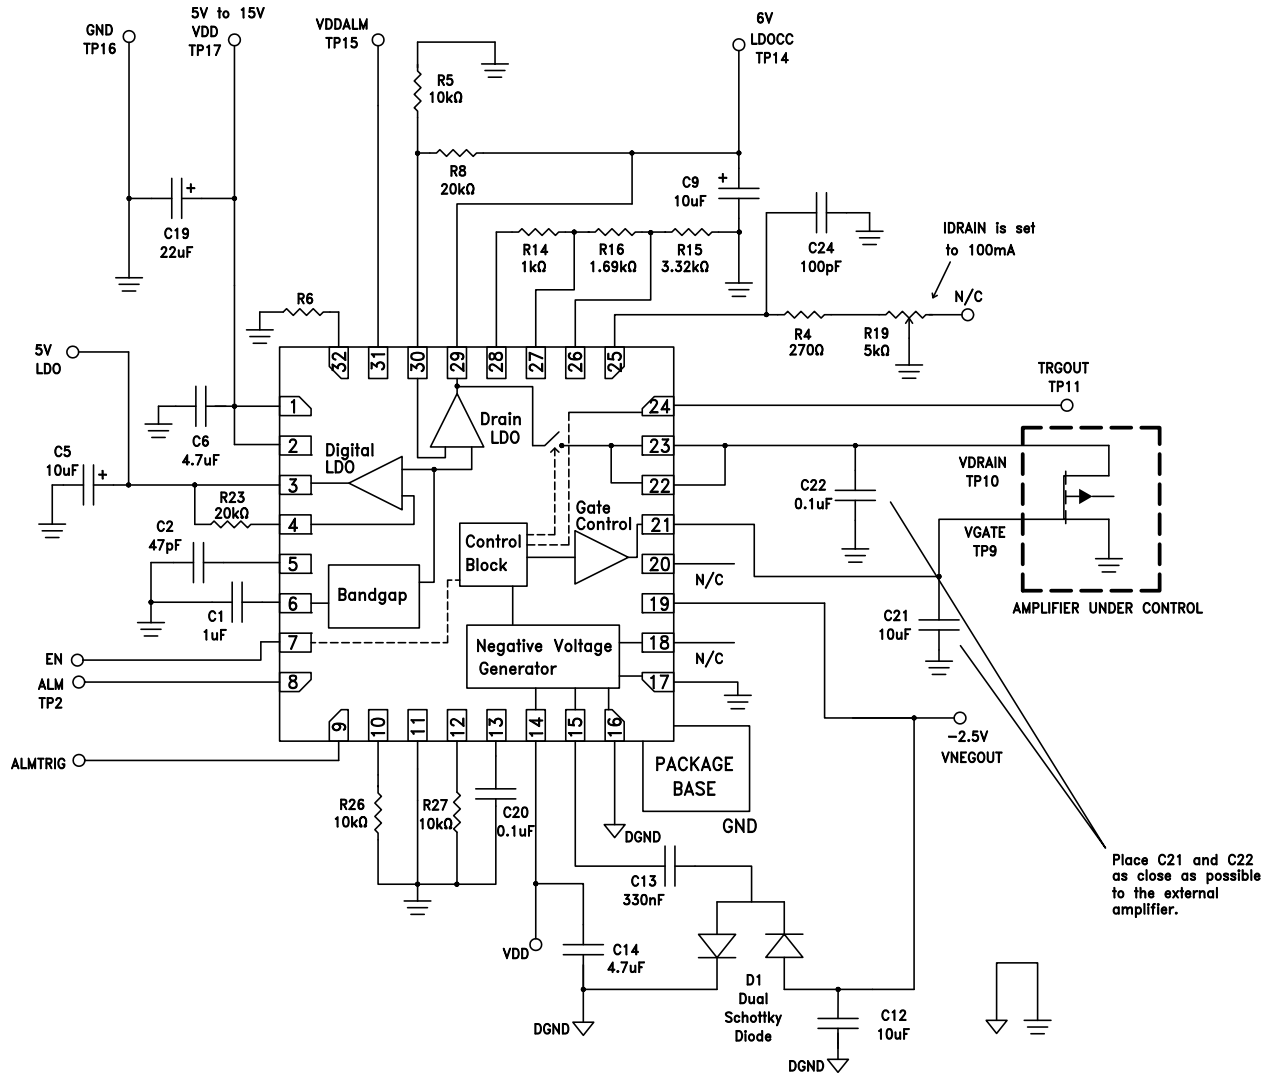 GND
TP16
5V to 15V
VDD
TP17
VDDALM
TP15
6V
LDOCC
TP14
R5
10kΩ
R8
20kΩ
C9
+
10uF
C19
+
22uF
R14
1kΩ
R16
1.69kΩ
R15
3.32kΩ
C24
100pF
IDRAIN is set
to 100mA
N/C
R4
270Ω
R19
5kΩ
R6
5V
LDO
32
31
30
29
28
27
26
25
TRGOUT
TP11
1
2
3
4
5
6
7
8
C6
4.7uF
C5
10uF
+
R23
20kΩ
C2
47pF
C1
1uF
EN
ALM
TP2
ALMTRIG
Drain
LDO
Digital
LDO
Gate
Control
Control
Block
Bandgap
Negative Voltage
Generator
24
23
22
21
20
19
18
17
N/C
N/C
VDRAIN
TP10
C22
0.1uF
VGATE
TP9
C21
10uF
AMPLIFIER UNDER CONTROL
-2.5V
VNEGOUT
9
10
11
12
13
14
15
16
PACKAGE
BASE
GND
R26
10kΩ
R27
10kΩ
C20
0.1uF
DGND
C13
330nF
VDD
C14
4.7uF
DGND
D1
Dual
Schottky
Diode
C12
10uF
DGND
Place C21 and C22
as close as possible
to the external
amplifier.